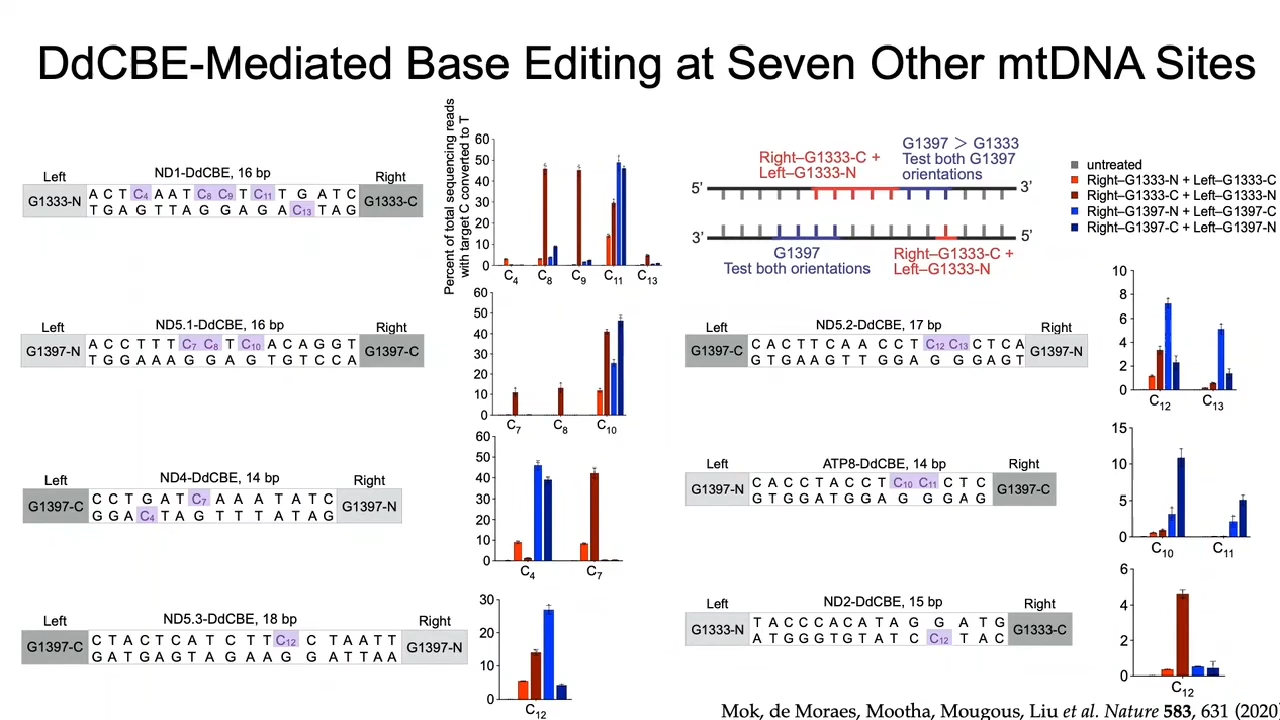 DdCBE-Mediated Base Editing at Seven Other mtDNA Sites
ND1-DdCBE, 16 bp
Left
Right
G1333-N
A C T C4 A A T C8 C9 T C11 T G A T C
T G A G T T A G G A G A C13 T A G
G1333-C
Percent of total sequencing reads
with target C converted to T
60
50
40
30
20
10
0
C4
C8
C9
C11
C13
Right–G1333-C +
Left–G1333-N
G1397 > G1333
Test both G1397
orientations
5'
3'
3'
5'
G1397
Test both orientations
Right–G1333-C +
Left–G1333-N
untreated
Right–G1333-N + Left–G1333-C
Right–G1333-C + Left–G1333-N
Right–G1397-N + Left–G1397-C
Right–G1397-C + Left–G1397-N
ND5.1-DdCBE, 16 bp
Left
Right
G1397-N
A C C T T T C7 C8 T C10 A C A G G T
T G G A A A G G A G T G T C C A
G1397-C
60
50
40
30
20
10
0
C7
C8
C10
ND5.2-DdCBE, 17 bp
Left
Right
G1397-C
C A C T T C A A C C T C12 C13 C T C A
G T G A A G T T G G A G G G A G T
G1397-N
10
8
6
4
2
0
C12
C13
ND4-DdCBE, 14 bp
Left
Right
G1397-C
C C T G A T C7 A A A T A T C
G G A C4 T A G T T T A T A G
G1397-N
60
50
40
30
20
10
0
C4
C7
ATP8-DdCBE, 14 bp
Left
Right
G1397-N
C A C C T A C C T C10 C11 C T C
G T G G A T G G A G G G A G
G1397-C
15
10
5
0
C10
C11
ND5.3-DdCBE, 18 bp
Left
Right
G1397-C
C T A C T C A T C T T C12 C T A A T T
G A T G A G T A G A A G G A T T A A
G1397-N
30
20
10
0
C12
ND2-DdCBE, 15 bp
Left
Right
G1333-N
T A C C C A C A T A G G A T G
A T G G G T G T A T C C12 T A C
G1333-C
6
4
2
0
C12
Mok, de Moraes, Mootha, Mougous, Liu et al. Nature 583, 631 (2020)